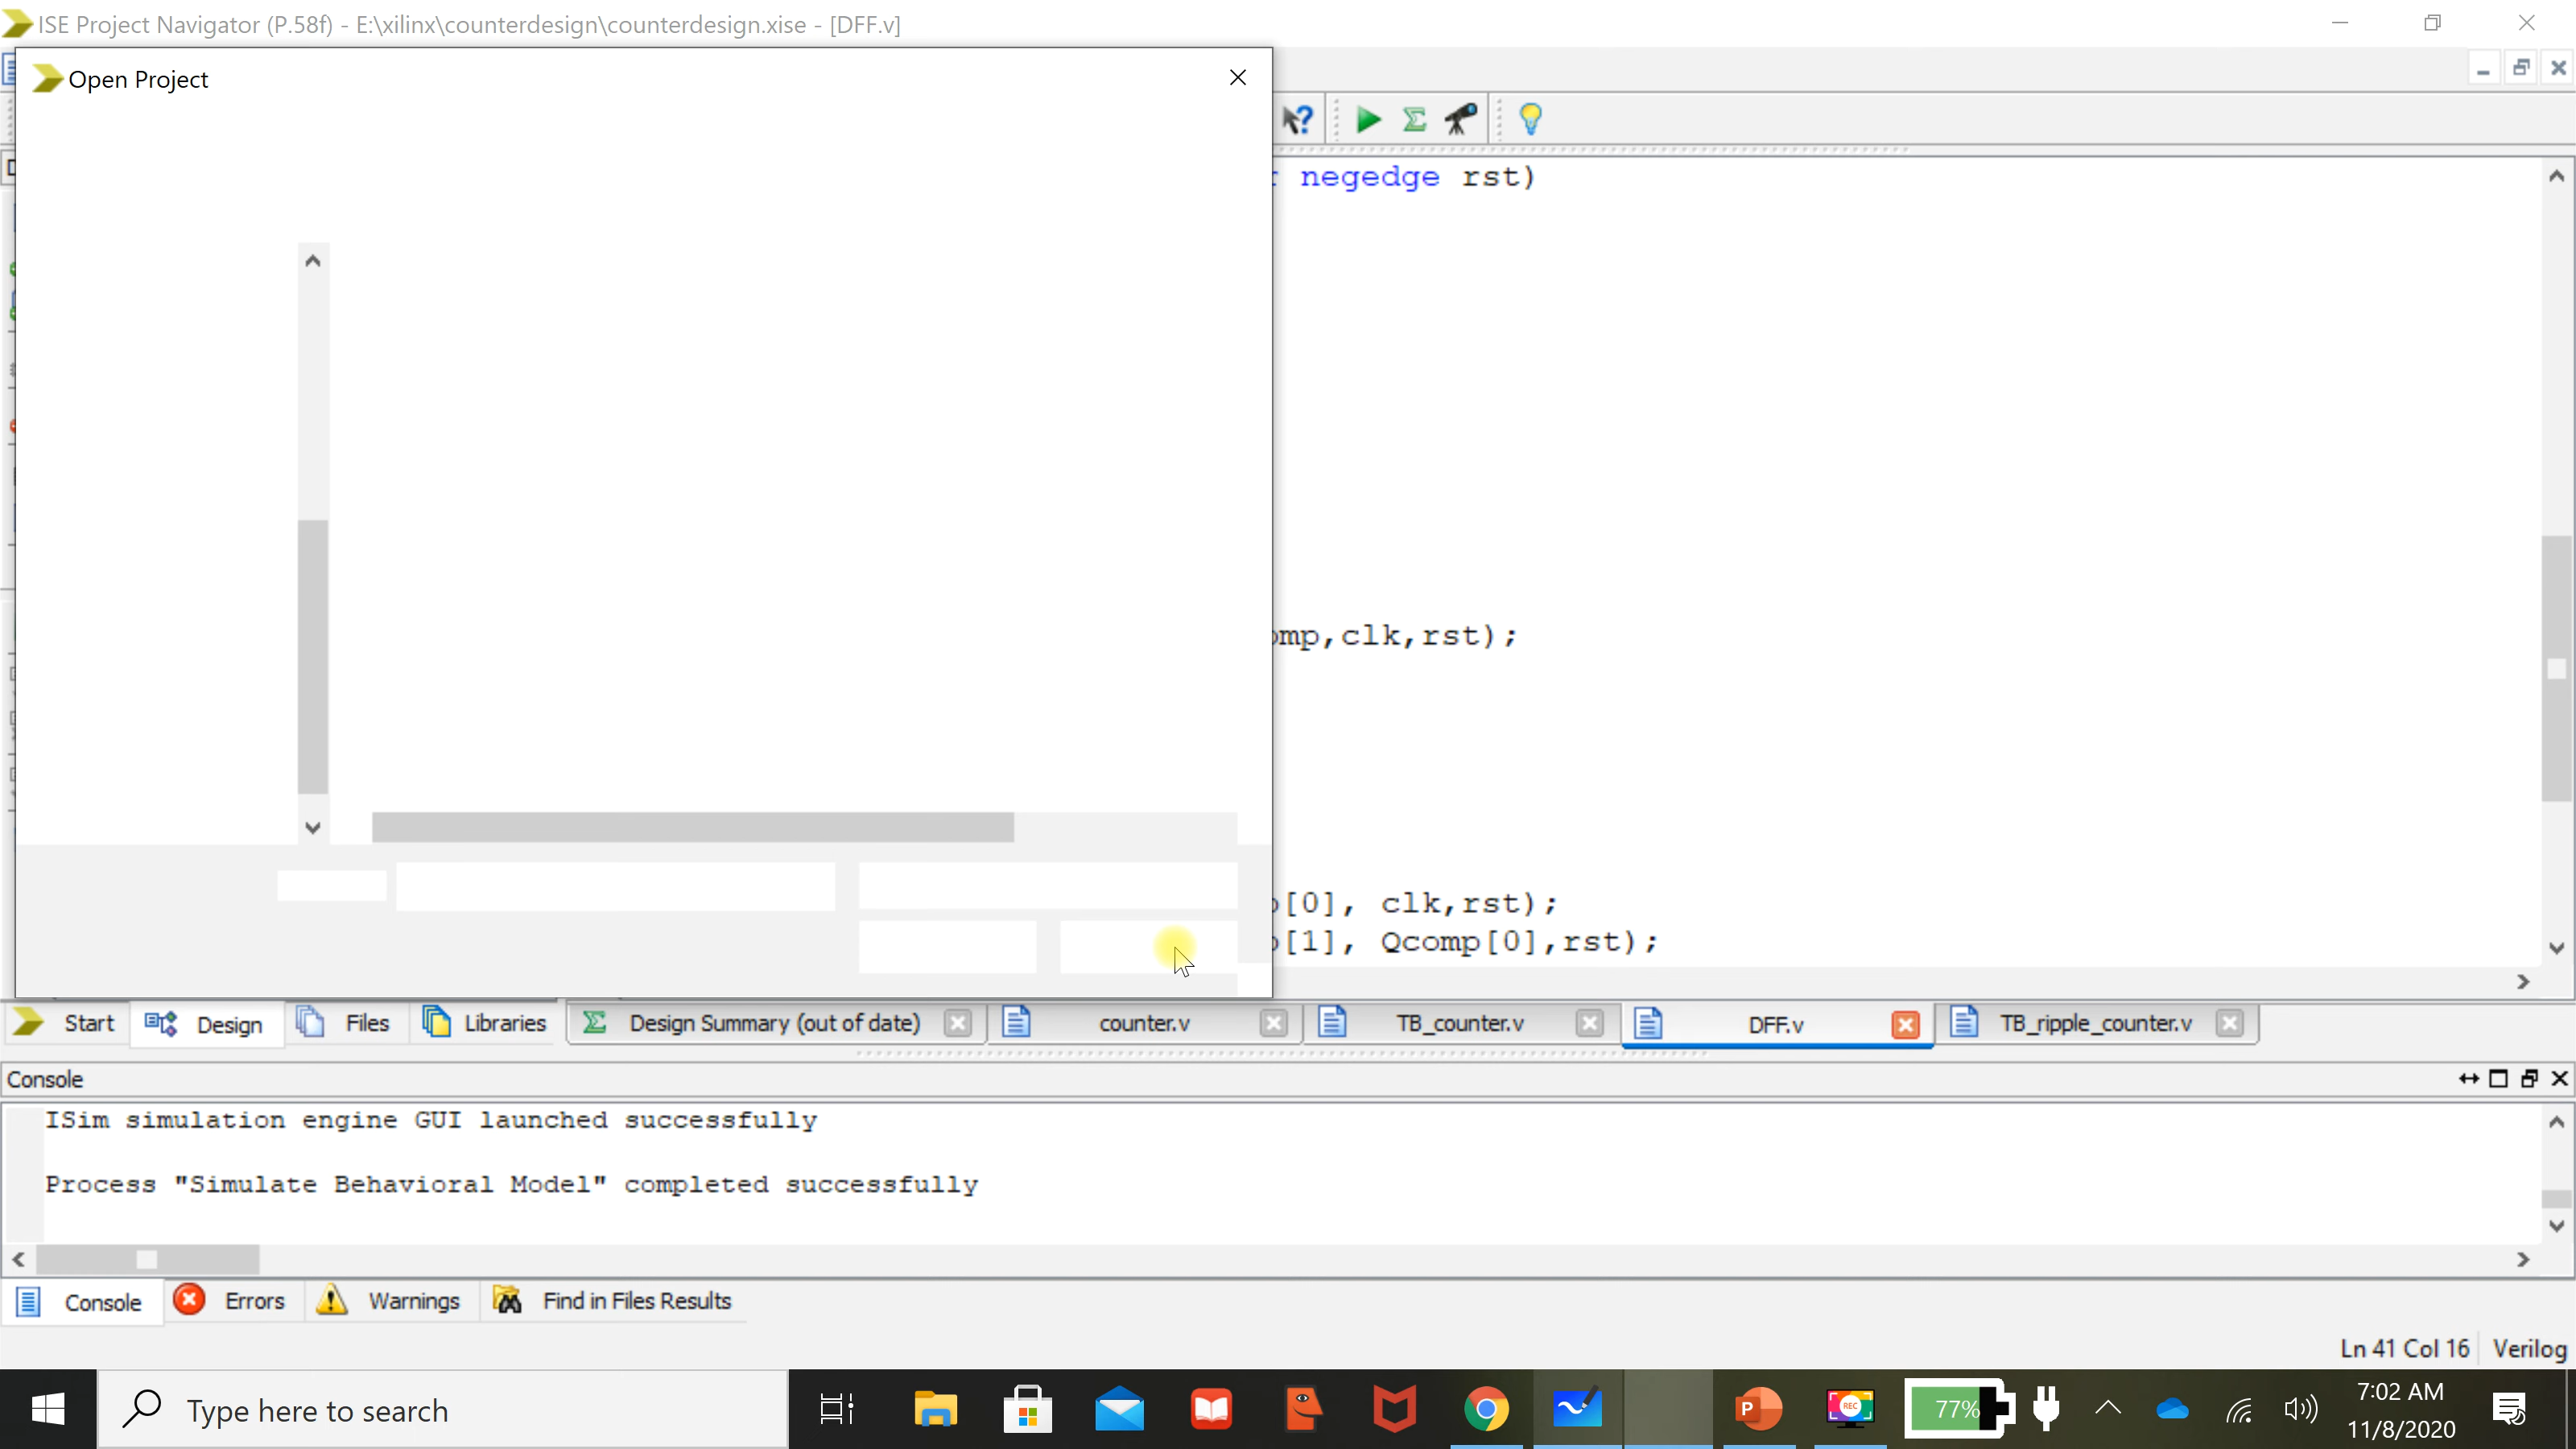 ISE Project Navigator (P.58f) - E:\xilinx\counterdesign\counterdesign.xise - [DFF.v]
Open Project
negedge rst)
mp,clk,rst);
[0], clk,rst);
[1], Qcomp[0],rst);
Start Design Files Libraries Design Summary (out of date) counter.v TB_counter.v DFF.v TB_ripple_counter.v
Console
ISim simulation engine GUI launched successfully
Process "Simulate Behavioral Model" completed successfully
Console Errors Warnings Find in Files Results
Ln 41 Col 16 Verilog
Type here to search
P
REC
77%
7:02 AM
11/8/2020